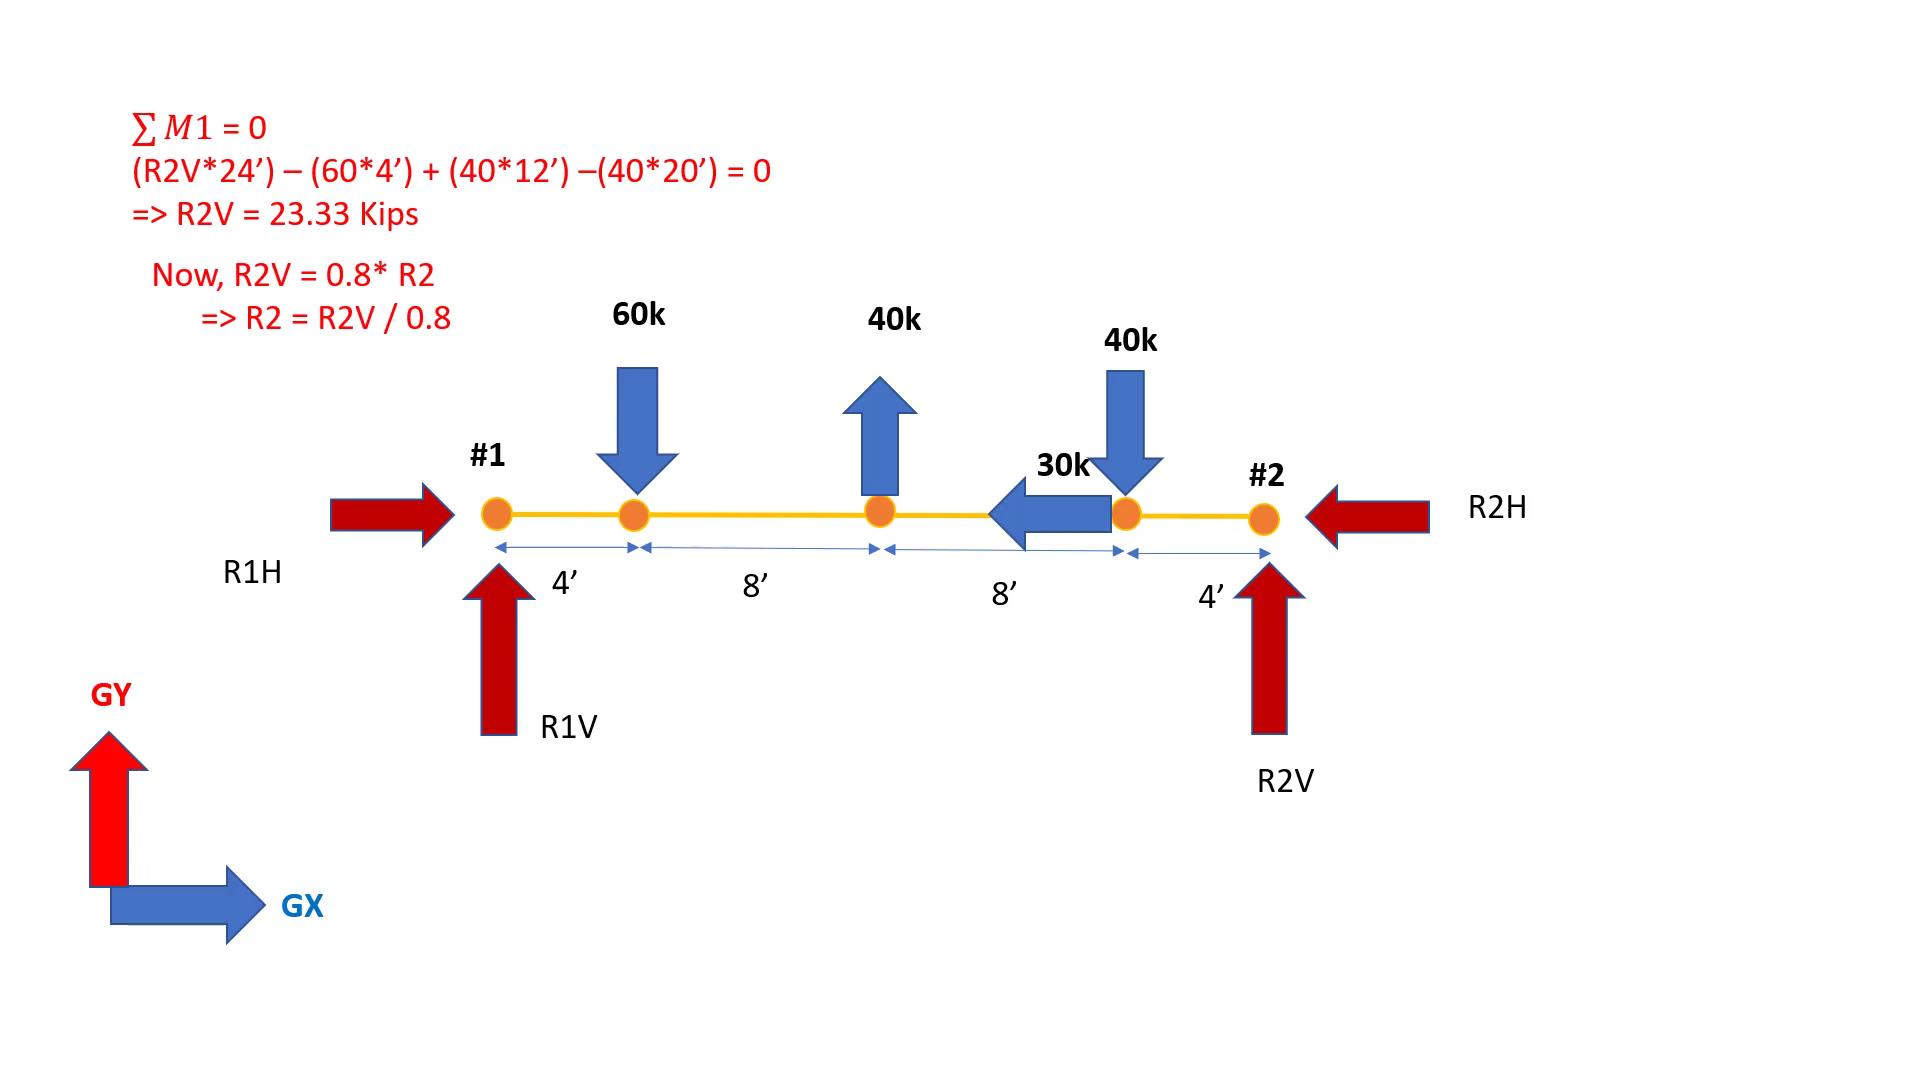 ∑ M1 = 0
(R2V*24’) – (60*4’) + (40*12’) –(40*20’) = 0
=> R2V = 23.33 Kips
Now, R2V = 0.8* R2
=> R2 = R2V / 0.8
60k
40k
40k
#1
30k
#2
R2H
R1H
4’
8’
8’
4’
GY
R1V
R2V
GX